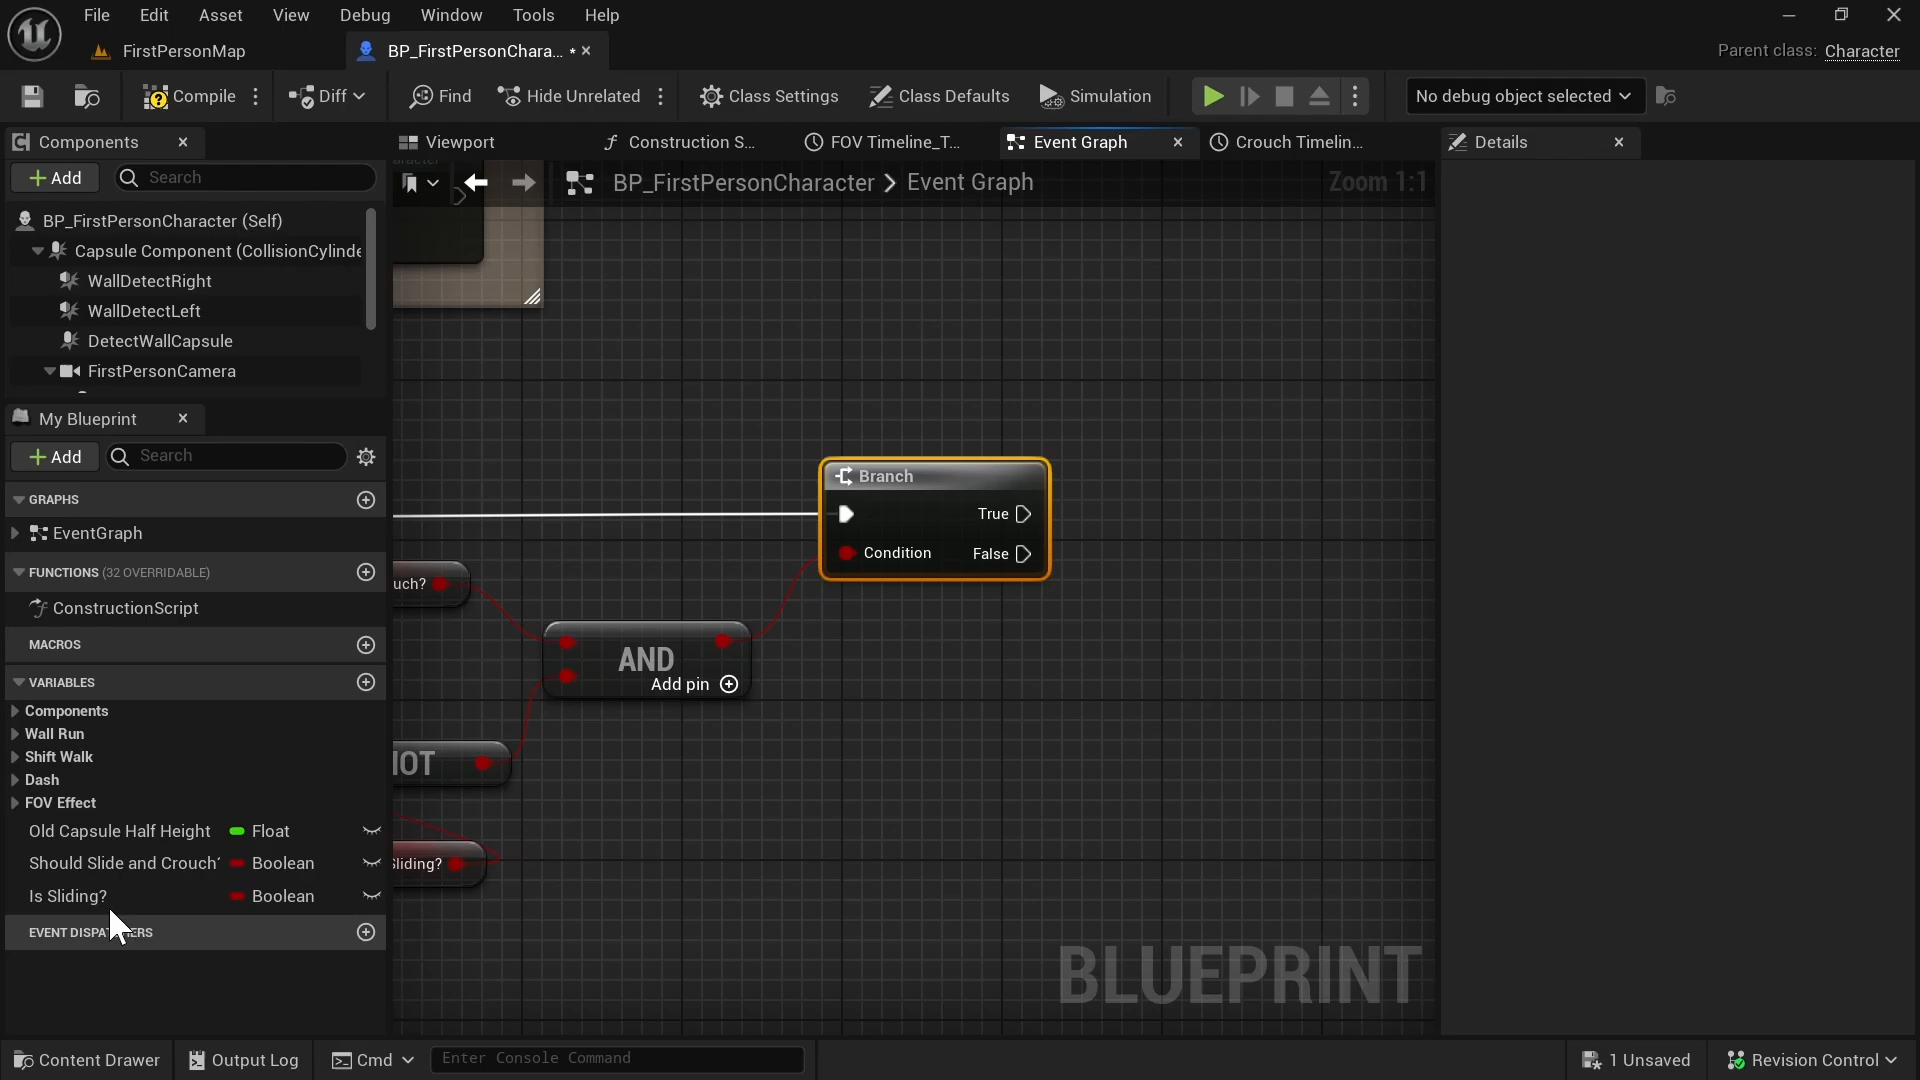 File Edit Asset View Debug Window Tools Help
FirstPersonMap
BP_FirstPersonChara... *
Parent class: Character
Compile
Diff
Find
Hide Unrelated
Class Settings
Class Defaults
Simulation
No debug object selected
Components
Viewport
Construction S...
FOV Timeline_T...
Event Graph
Crouch Timelin...
Details
Add
Search
BP_FirstPersonCharacter > Event Graph
Zoom 1:1
BP_FirstPersonCharacter (Self)
Capsule Component (CollisionCylinde
WallDetectRight
WallDetectLeft
DetectWallCapsule
FirstPersonCamera
My Blueprint
Add
Search
GRAPHS
EventGraph
FUNCTIONS (32 OVERRIDABLE)
ConstructionScript
MACROS
VARIABLES
Components
Wall Run
Shift Walk
Dash
FOV Effect
Old Capsule Half Height Float
Should Slide and Crouch? Boolean
Is Sliding? Boolean
EVENT DISPATCHERS
Branch
True
Condition False
uch?
AND
Add pin
NOT
Sliding?
BLUEPRINT
Content Drawer
Output Log
Cmd
Enter Console Command
1 Unsaved
Revision Control